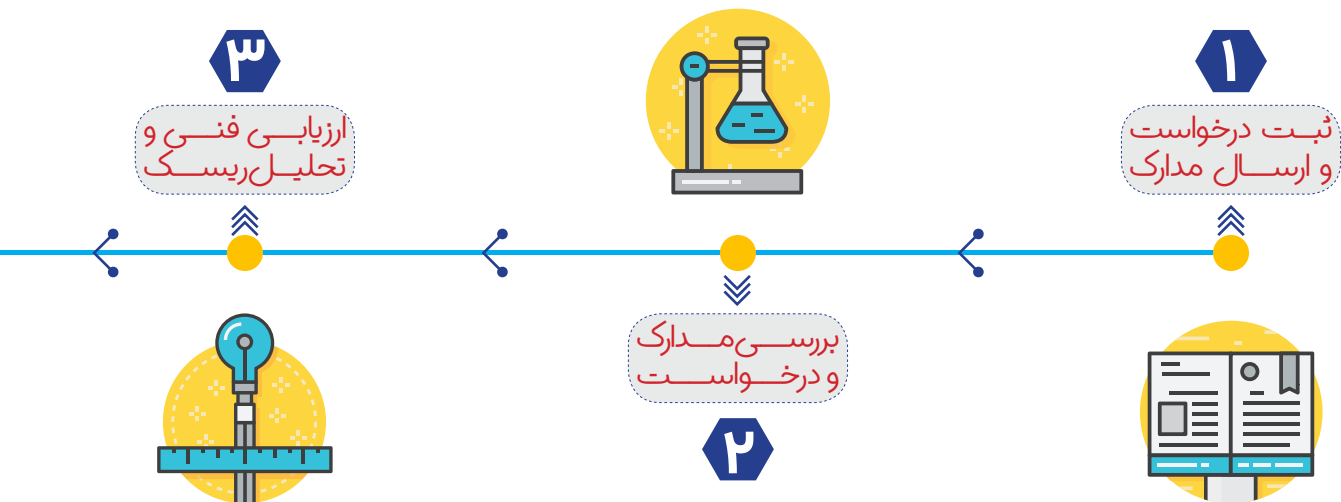 ۱
ثبت درخواست
و ارسال مدارک
بررسی مدارک
و درخواست
۲
۳
ارزیابی فنی و
تحلیل ریسک